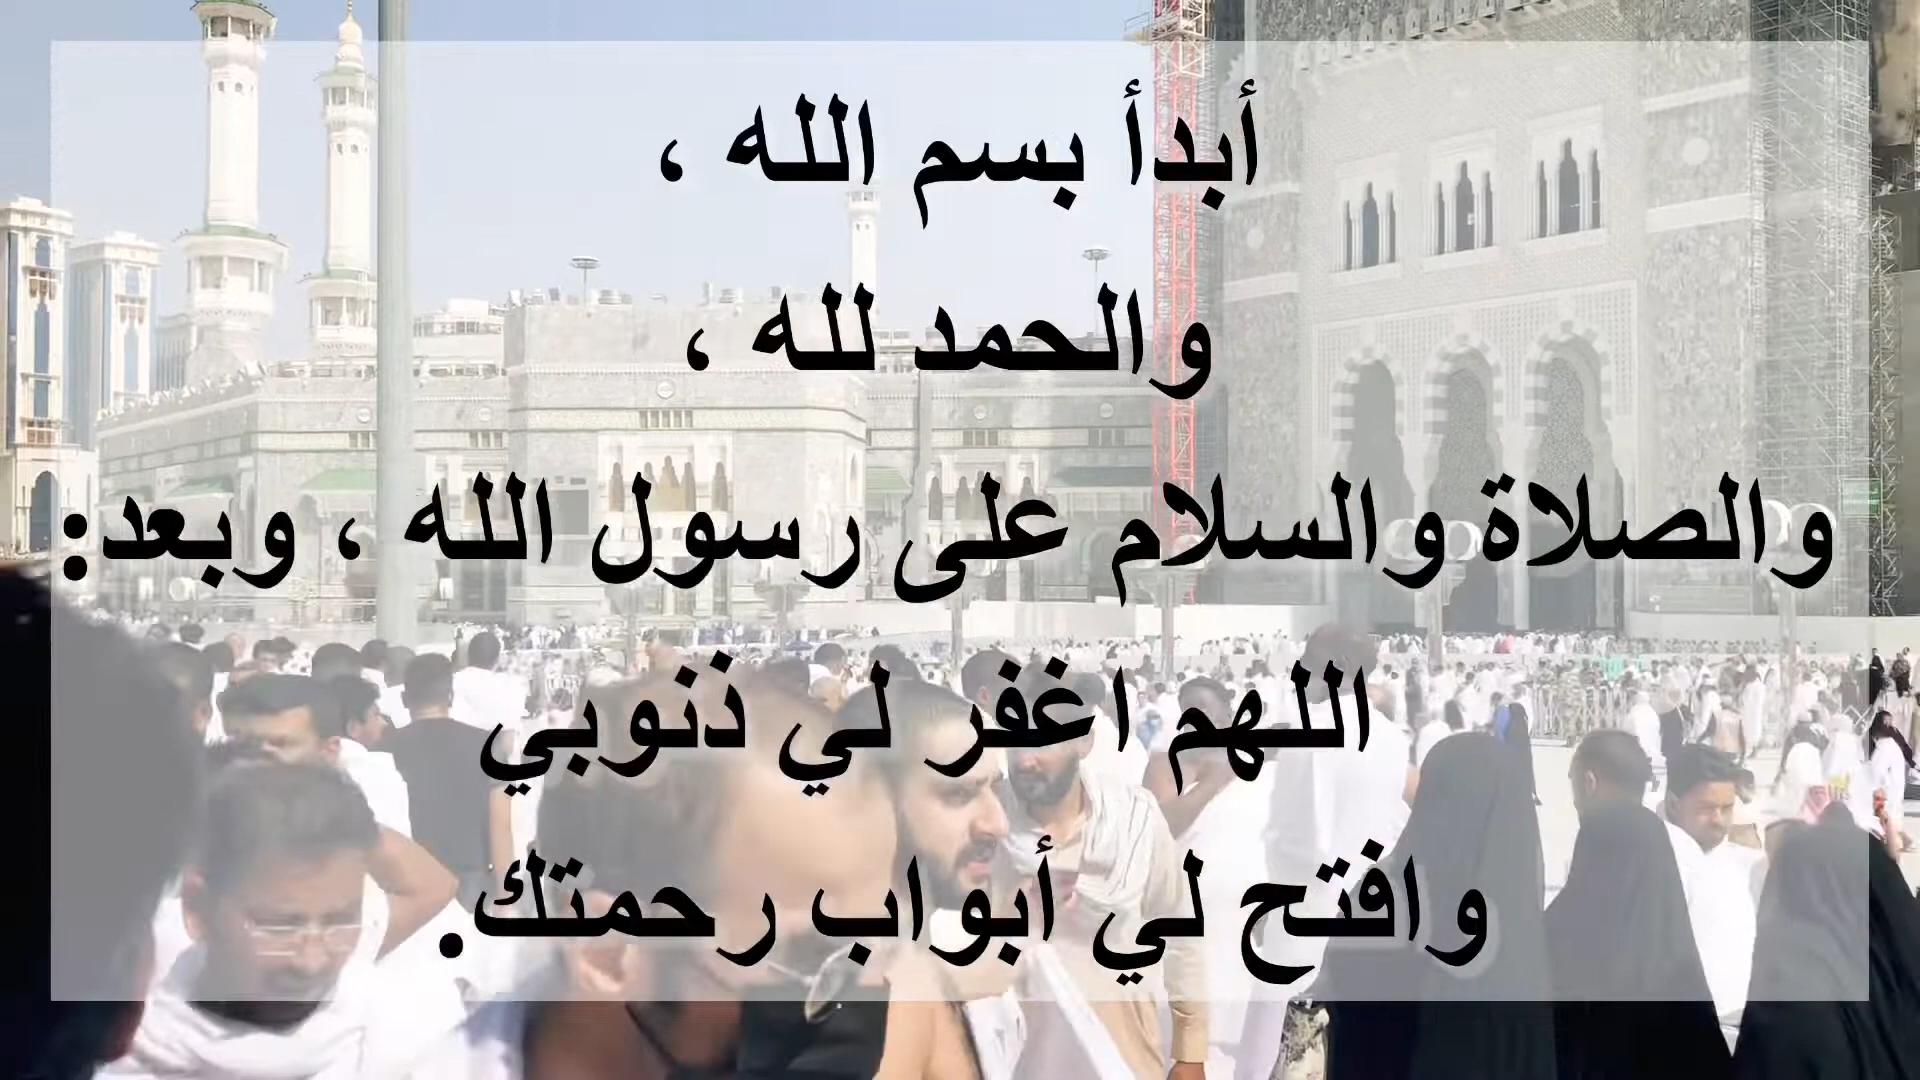 أبدأ بسم الله ،
والحمد لله ،
والصلاة والسلام على رسول الله ، وبعد:
اللهم اغفر لي ذنوبي
وافتح لي أبواب رحمتك.